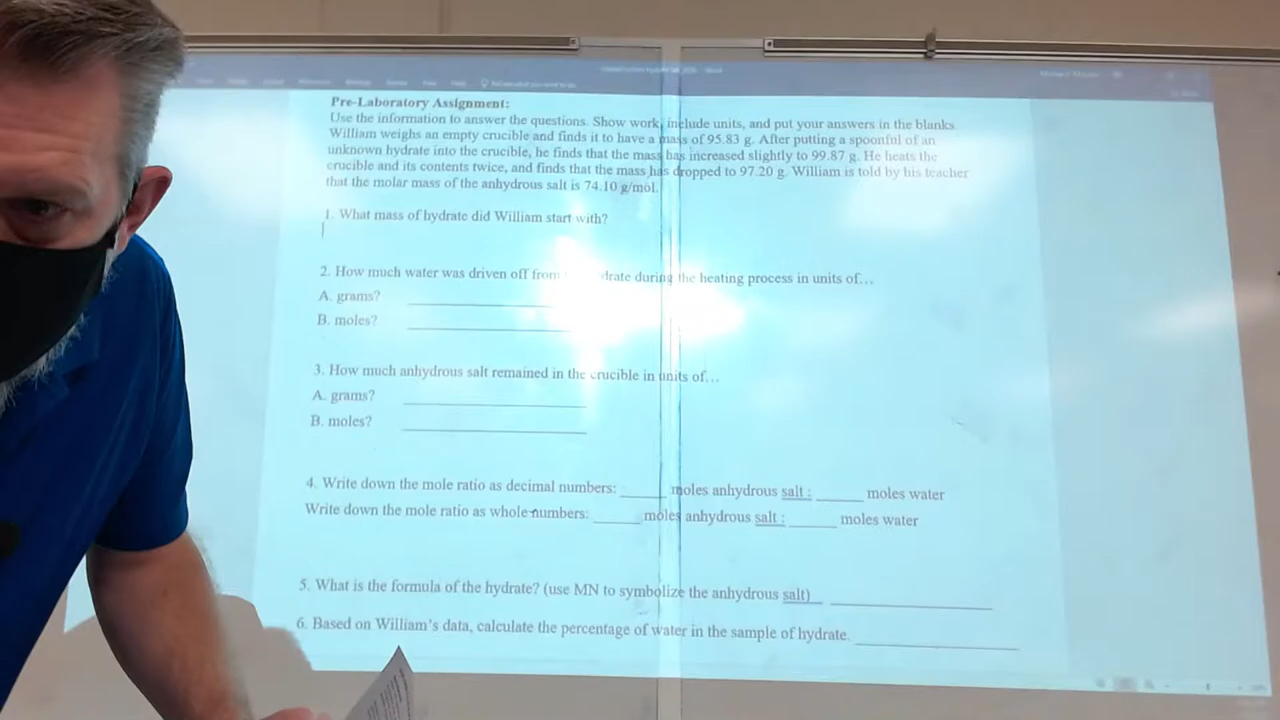 Pre-Laboratory Assignment:
Use the information to answer the questions. Show work, include units, and put your answers in the blanks.
William weighs an empty crucible and finds it to have a mass of 95.83 g. After putting a spoonful of an
unknown hydrate into the crucible, he finds that the mass has increased slightly to 99.87 g. He heats the
crucible and its contents twice, and finds that the mass has dropped to 97.20 g. William is told by his teacher
that the molar mass of the anhydrous salt is 74.10 g/mol.
1. What mass of hydrate did William start with?
2. How much water was driven off from drate during the heating process in units of…
A. grams? ____________
B. moles? ____________
3. How much anhydrous salt remained in the crucible in units of…
A. grams? ____________
B. moles? ____________
4. Write down the mole ratio as decimal numbers: _____ moles anhydrous salt : _____ moles water
Write down the mole ratio as whole numbers: _____ moles anhydrous salt : _____ moles water
5. What is the formula of the hydrate? (use MN to symbolize the anhydrous salt) ____________
6. Based on William's data, calculate the percentage of water in the sample of hydrate. ____________